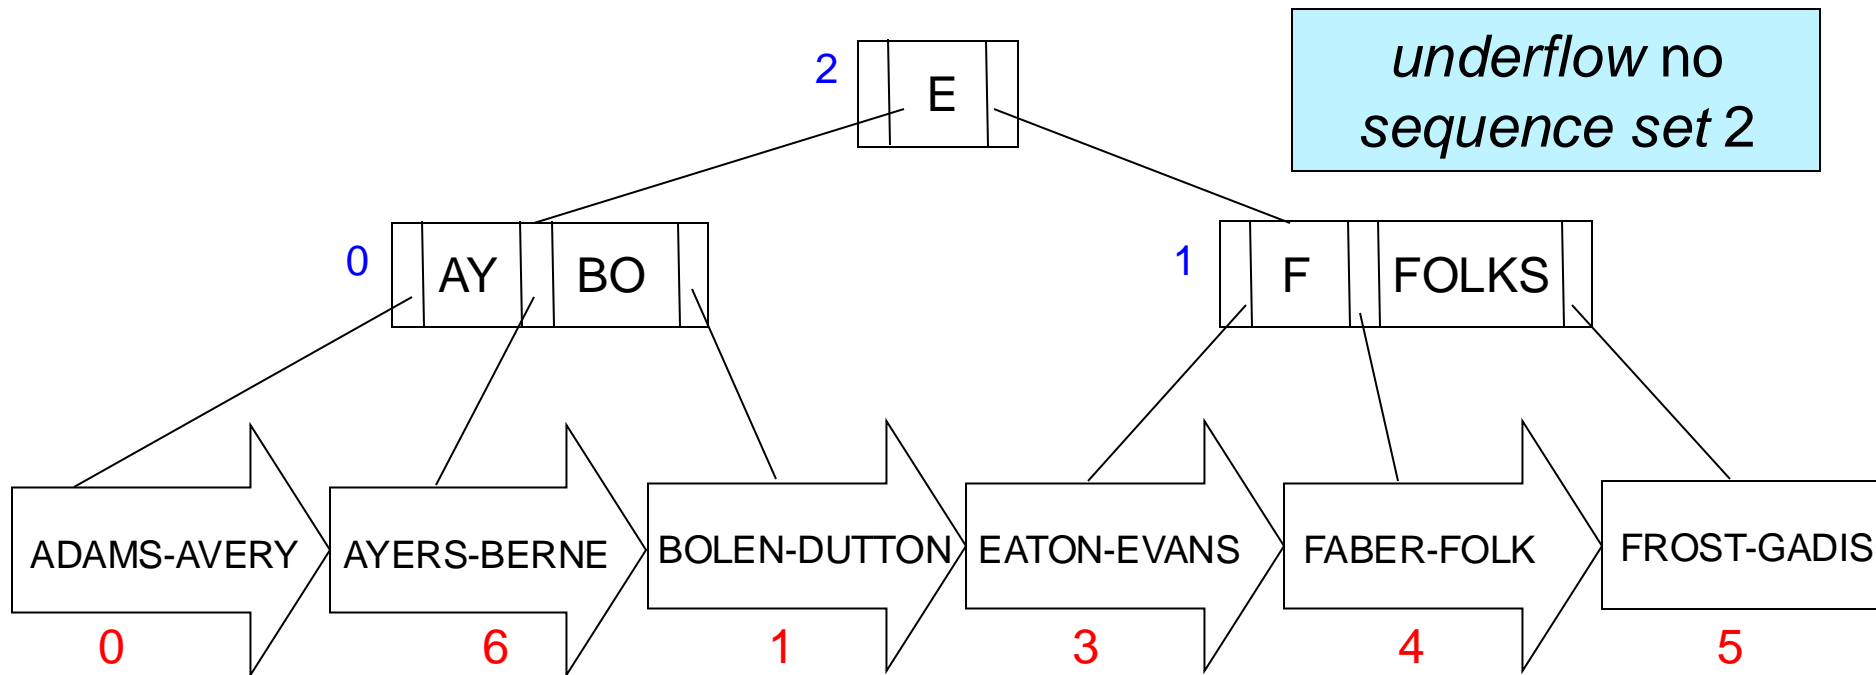 2
E
underflow no
sequence set 2
0
AY
BO
1
F
FOLKS
ADAMS-AVERY
AYERS-BERNE
BOLEN-DUTTON
EATON-EVANS
FABER-FOLK
FROST-GADIS
0
6
1
3
4
5